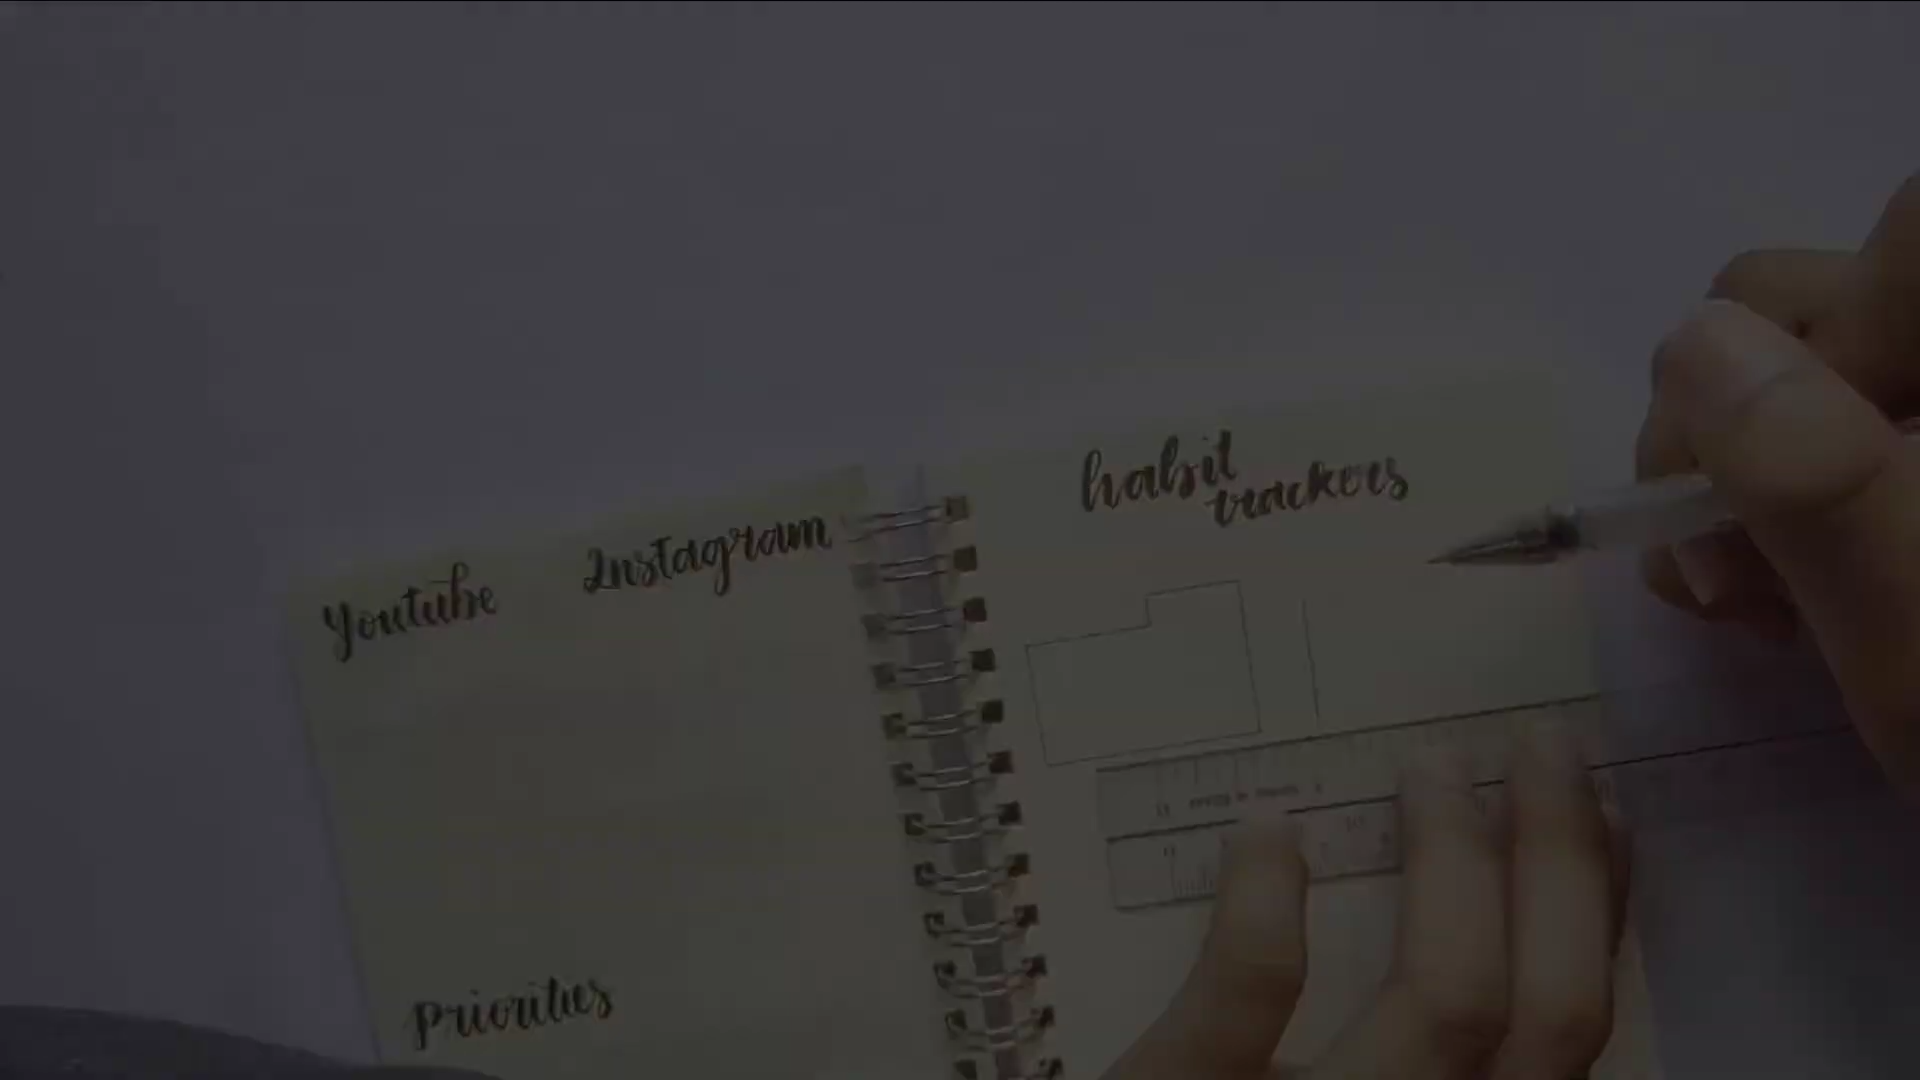 Youtube
Instagram
Priorities
habit
trackers